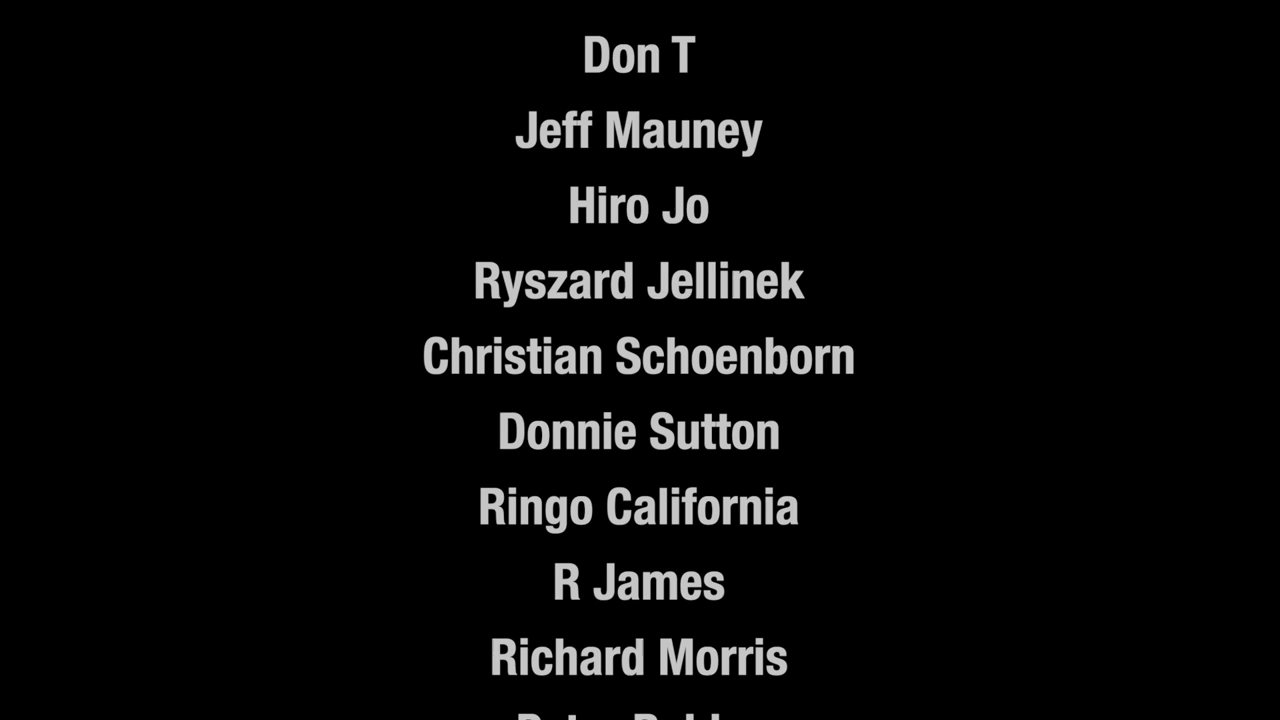 Don T
Jeff Mauney
Hiro Jo
Ryszard Jellinek
Christian Schoenborn
Donnie Sutton
Ringo California
R James
Richard Morris